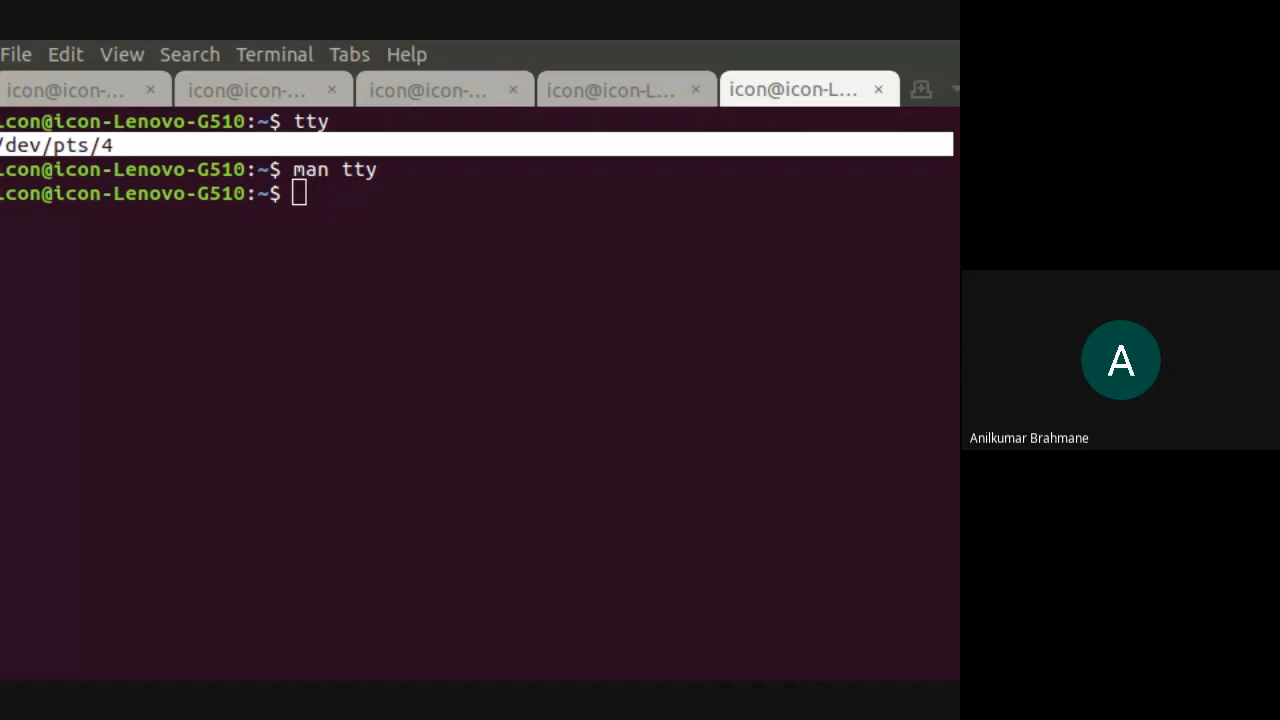 File Edit View Search Terminal Tabs Help
icon@icon-... × icon@icon-... × icon@icon-... × icon@icon-L... × icon@icon-L... ×
icon@icon-Lenovo-G510:~$ tty
/dev/pts/4
icon@icon-Lenovo-G510:~$ man tty
icon@icon-Lenovo-G510:~$
A
Anilkumar Brahmane